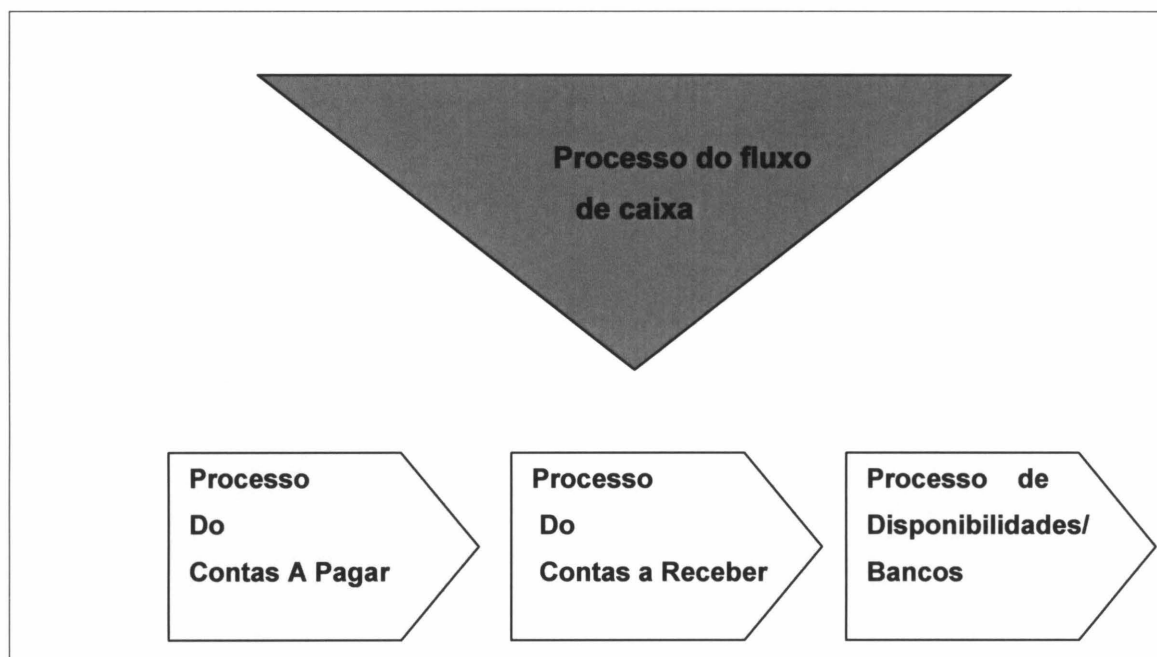 Processo do fluxo
de caixa
Processo
Do
Contas A Pagar
Processo
Do
Contas a Receber
Processo de
Disponibilidades/
Bancos